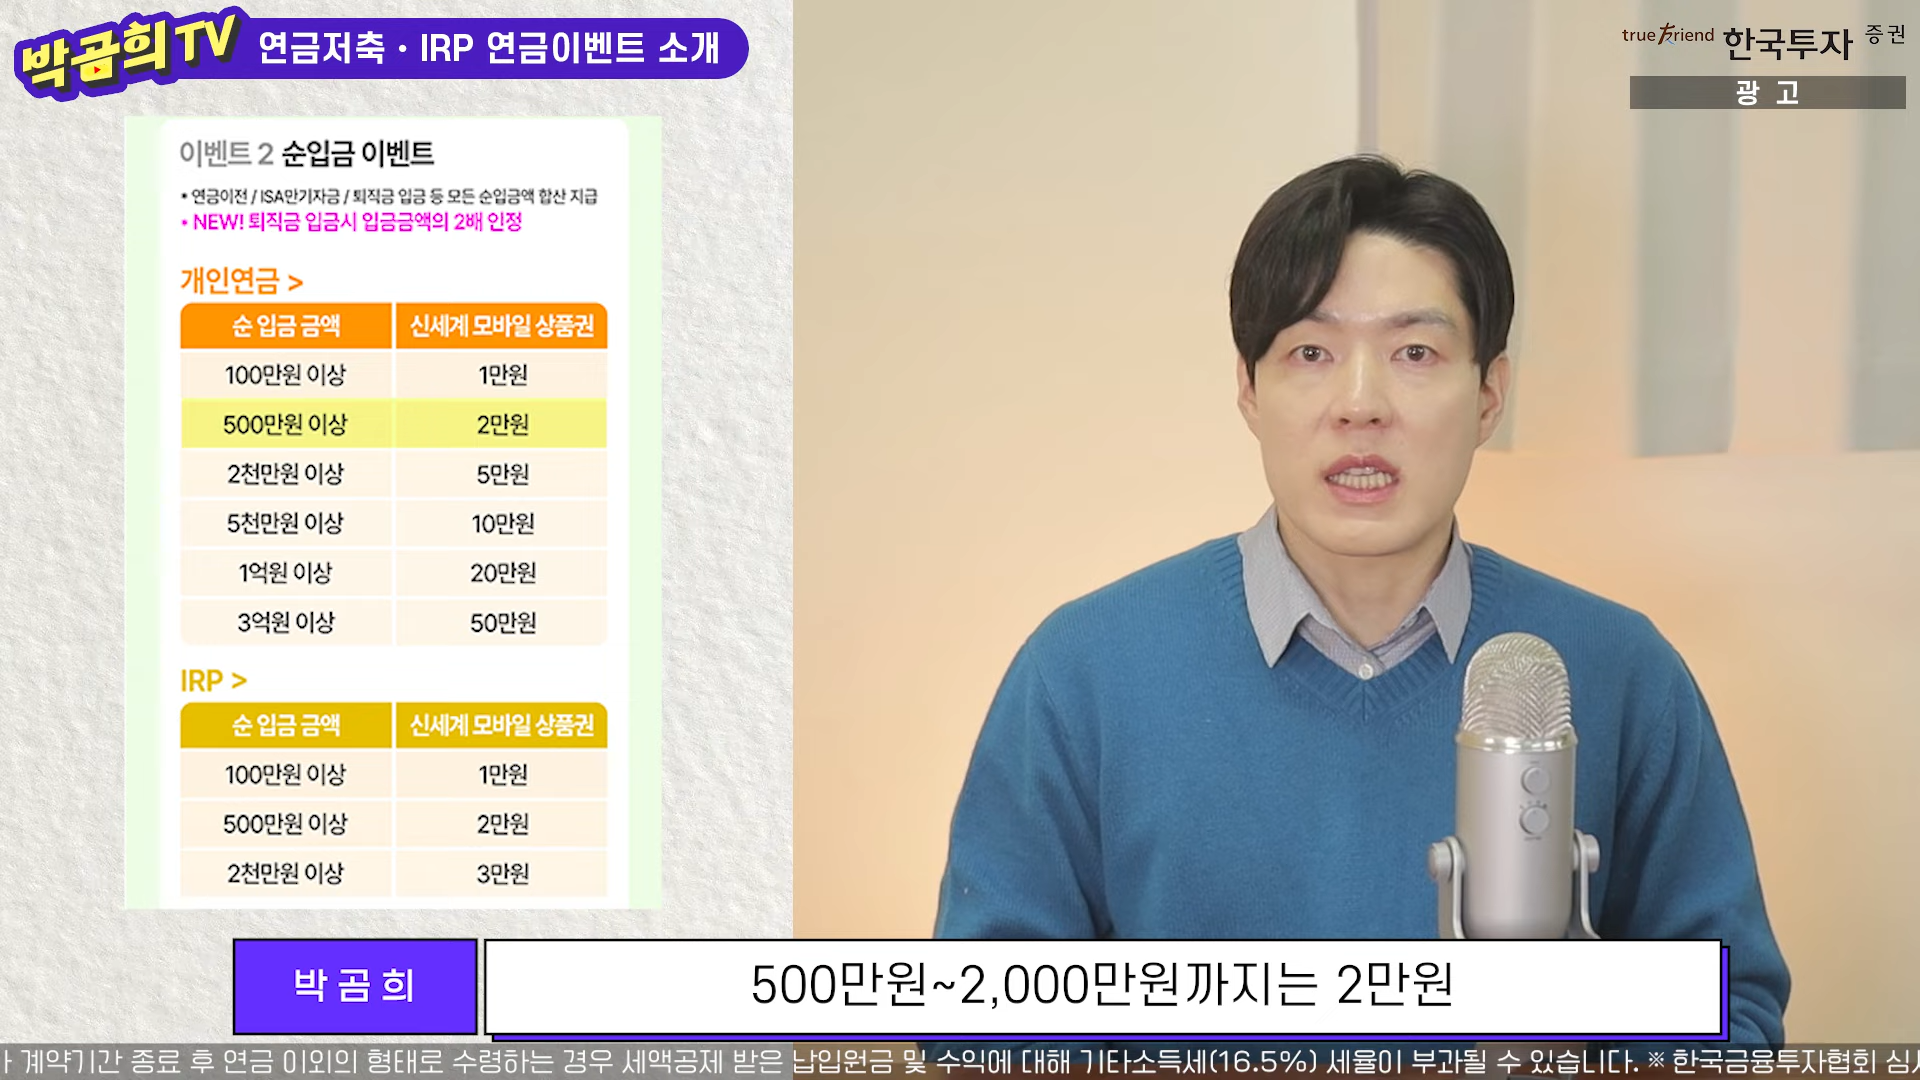 박곰희TV 연금저축 · IRP 연금이벤트 소개
true Friend 한국투자 증권
광 고
이벤트 2 순입금 이벤트
• 연금이전 / ISA만기자금 / 퇴직금 입금 등 모든 순입금액 합산 지급
• NEW! 퇴직금 입금시 입금금액의 2배 인정
개인연금 >
순 입금 금액 신세계 모바일 상품권
100만원 이상 1만원
500만원 이상 2만원
2천만원 이상 5만원
5천만원 이상 10만원
1억원 이상 20만원
3억원 이상 50만원
IRP >
순 입금 금액 신세계 모바일 상품권
100만원 이상 1만원
500만원 이상 2만원
2천만원 이상 3만원
박곰희 500만원~2,000만원까지는 2만원
계약기간 종료 후 연금 이외의 형태로 수령하는 경우 세액공제 받은 납입원금 및 수익에 대해 기타소득세(16.5%) 세율이 부과될 수 있습니다. ※ 한국금융투자협회